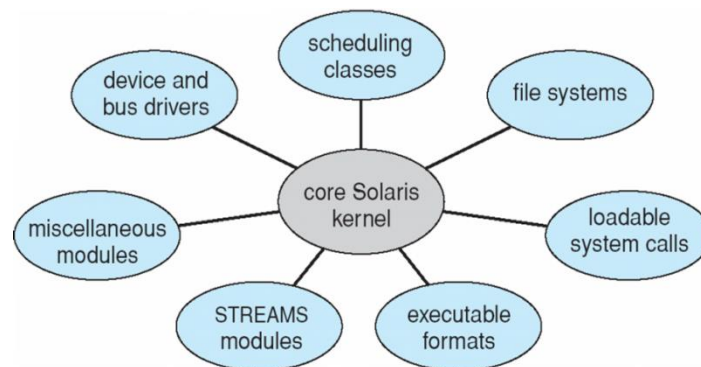 scheduling
classes
device and
bus drivers
file systems
core Solaris
kernel
miscellaneous
modules
loadable
system calls
STREAMS
modules
executable
formats